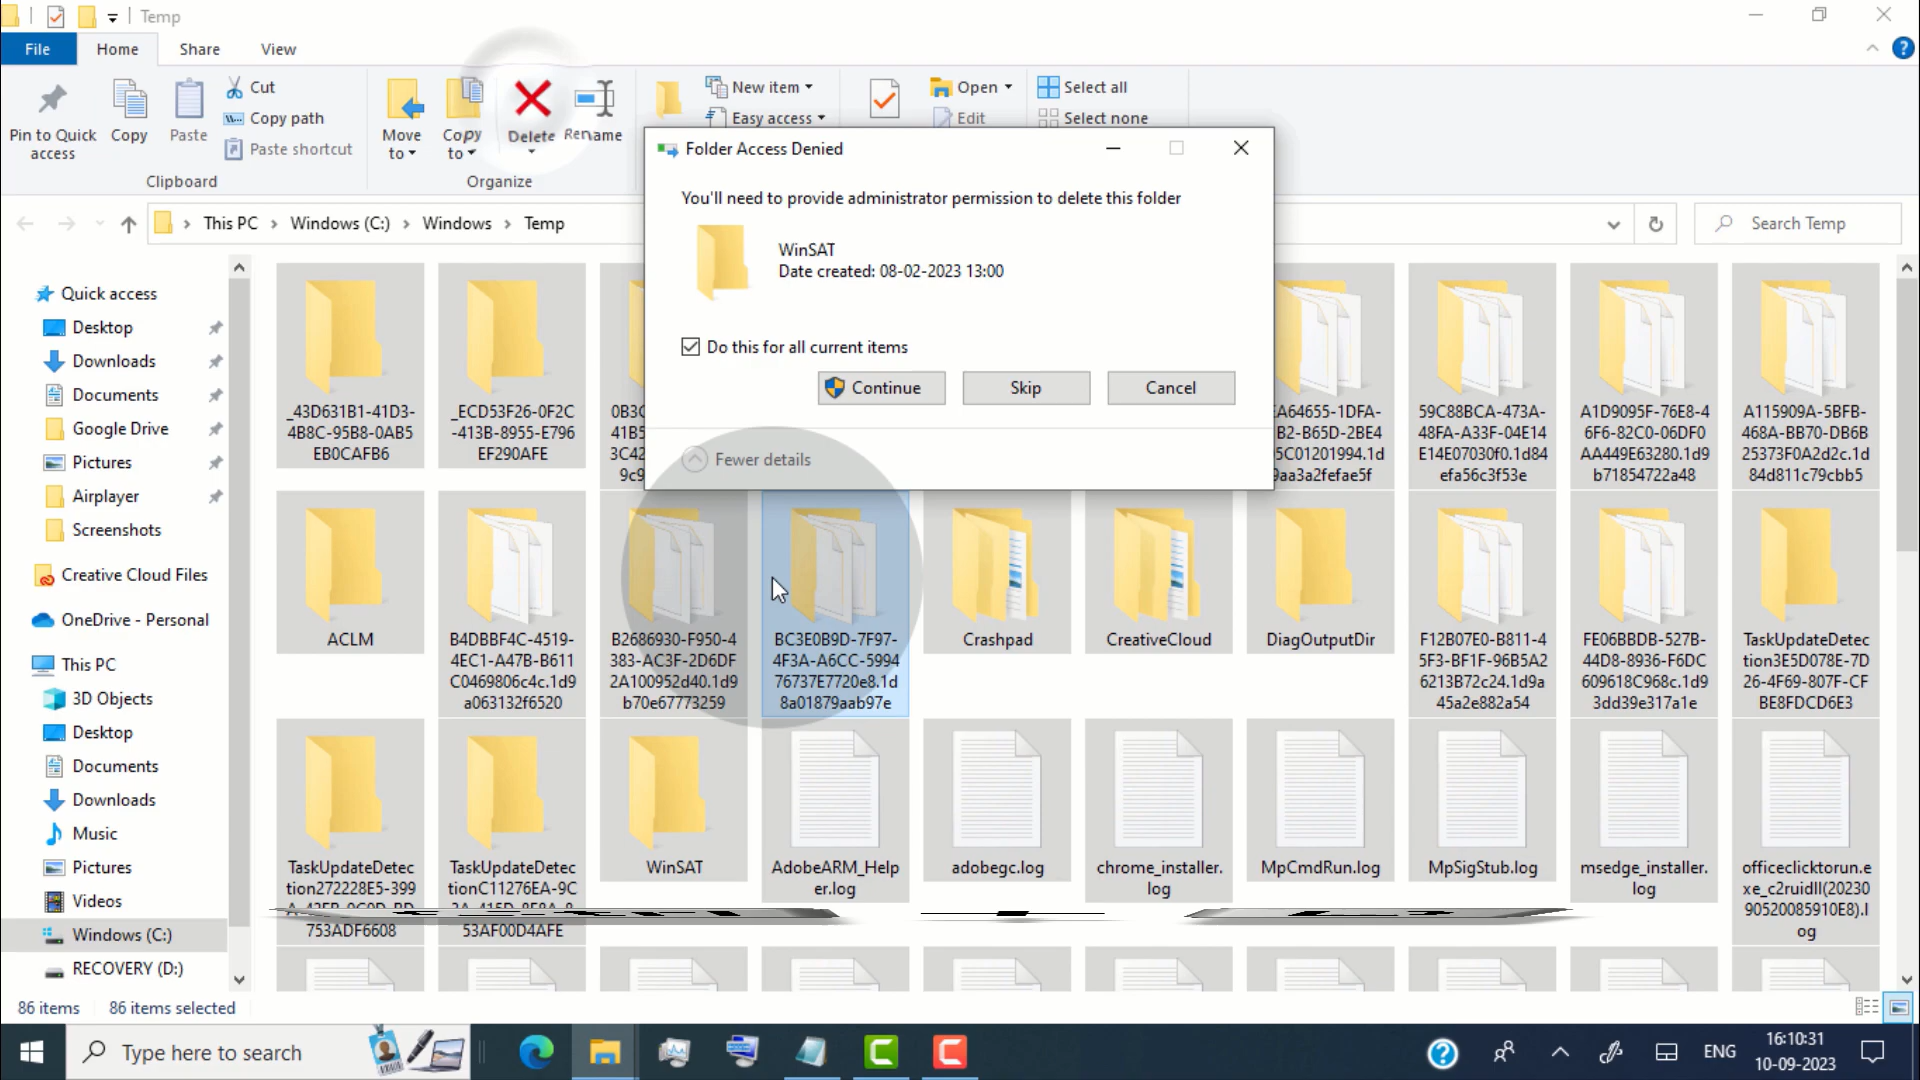 Temp
File
Home
Share
View
Pin to Quick
access
Copy
Paste
Cut
Copy path
Paste shortcut
Clipboard
Move
to
Copy
to
Delete
Rename
Organize
New item
Easy access
Open
Edit
Select all
Select none
This PC
Windows (C:)
Windows
Temp
Search Temp
Folder Access Denied
You'll need to provide administrator permission to delete this folder
WinSAT
Date created: 08-02-2023 13:00
Do this for all current items
Continue
Skip
Cancel
Fewer details
Quick access
Desktop
Downloads
Documents
Google Drive
Pictures
Airplayer
Screenshots
Creative Cloud Files
OneDrive - Personal
This PC
3D Objects
Desktop
Documents
Downloads
Music
Pictures
Videos
Windows (C:)
RECOVERY (D:)
_43D631B1-41D3-
4B8C-95B8-0AB5
EB0CAFB6
_ECD53F26-0F2C
-413B-8955-E796
EF290AFE
59C88BCA-473A-
48FA-A33F-04E14
E14E07030f0.1d84
efa56c3f53e
A1D9095F-76E8-4
6F6-82C0-06DF0
AA449E63280.1d9
b71854722a48
A115909A-5BFB-
468A-BB70-DB6B
25373F0A2d2c.1d
84d811c79cbb5
ACLM
B4DBBF4C-4519-
4EC1-A47B-B611
C0469806c4c.1d9
a063132f6520
B2686930-F950-4
383-AC3F-2D6DF
2A100952d40.1d9
b70e67773259
BC3E0B9D-7F97-
4F3A-A6CC-5994
76737E7720e8.1d
8a01879aab97e
Crashpad
CreativeCloud
DiagOutputDir
F12B07E0-B811-4
5F3-BF1F-96B5A2
6213B72c24.1d9a
45a2e882a54
FE06BBDB-527B-
44D8-8936-F6DC
609618C968c.1d9
3dd39e317a1e
TaskUpdateDetec
tion3E5D078E-7D
26-4F69-807F-CF
BE8FDCD6E3
TaskUpdateDetec
tion272228E5-399
753ADF6608
TaskUpdateDetec
tionC11276EA-9C
53AF00D4AFE
WinSAT
AdobeARM_Help
er.log
adobegc.log
chrome_installer.
log
MpCmdRun.log
MpSigStub.log
msedge_installer.
log
officeclicktorun.e
xe_c2ruidll(20230
90520085910E8).l
og
86 items
86 items selected
Type here to search
ENG
16:10:31
10-09-2023